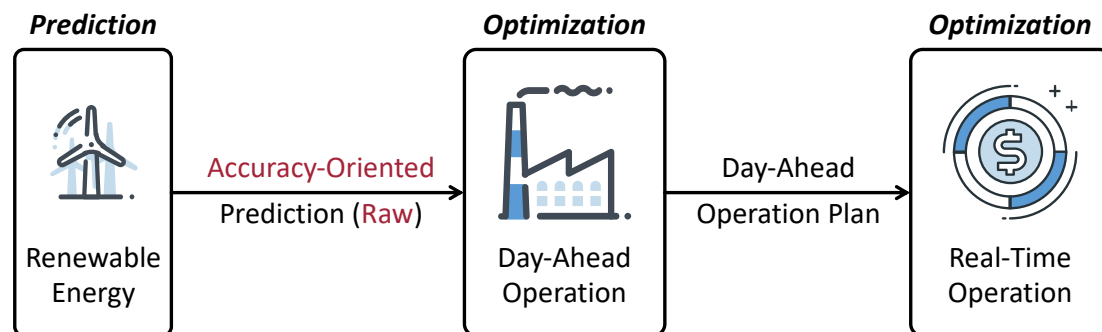 Prediction
Optimization
Optimization
Accuracy-Oriented
Prediction (Raw)
Day-Ahead
Operation Plan
$
Renewable
Energy
Day-Ahead
Operation
Real-Time
Operation